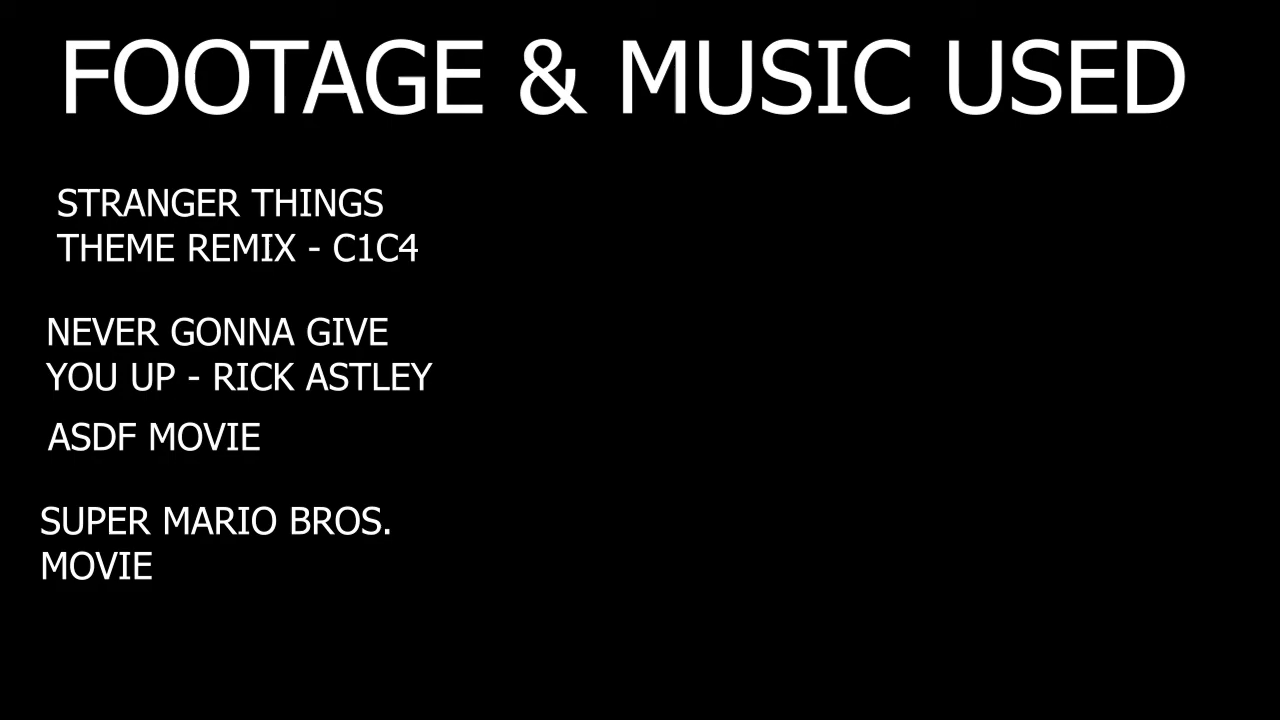 FOOTAGE & MUSIC USED
STRANGER THINGS
THEME REMIX - C1C4
NEVER GONNA GIVE
YOU UP - RICK ASTLEY
ASDF MOVIE
SUPER MARIO BROS.
MOVIE